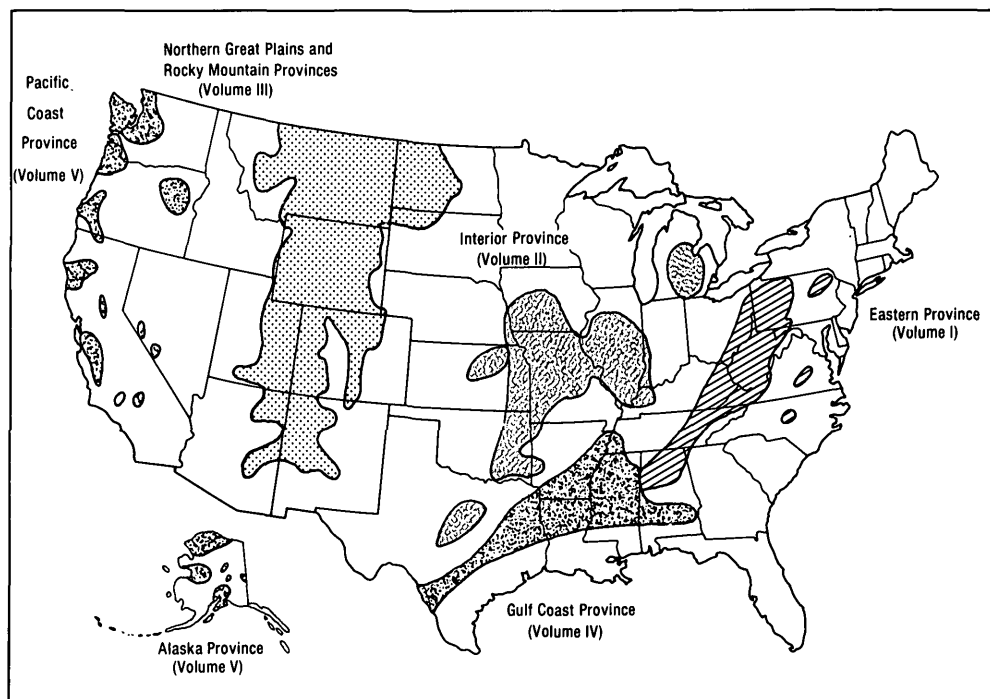 Northern Great Plains and
Rocky Mountain Provinces
(Volume III)
Pacific
Coast
Province
(Volume V)
Interior Province
(Volume II)
Eastern Province
(Volume I)
Gulf Coast Province
(Volume IV)
Alaska Province
(Volume V)